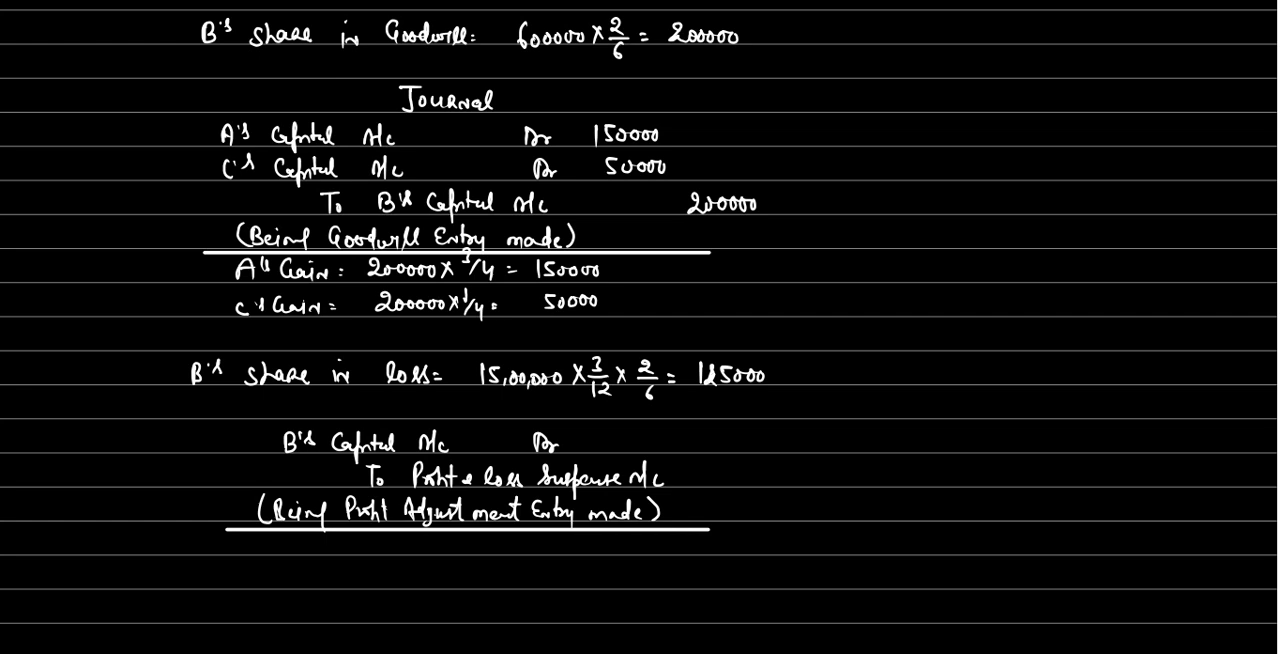 B's share in Goodwill: 600000 × 2/6 = 200000
Journal
A's Capital A/c Dr 150000
C's Capital A/c Dr 50000
To B's Capital A/c 200000
(Being Goodwill Entry made)
A's Gain: 200000 × 3/4 = 150000
C's Gain = 200000 × 1/4 = 50000
B's share in loss = 15,00,000 × 3/12 × 2/6 = 125000
B's Capital A/c Dr
To Profit & loss Suspense A/c
(Being Profit Adjustment Entry made)